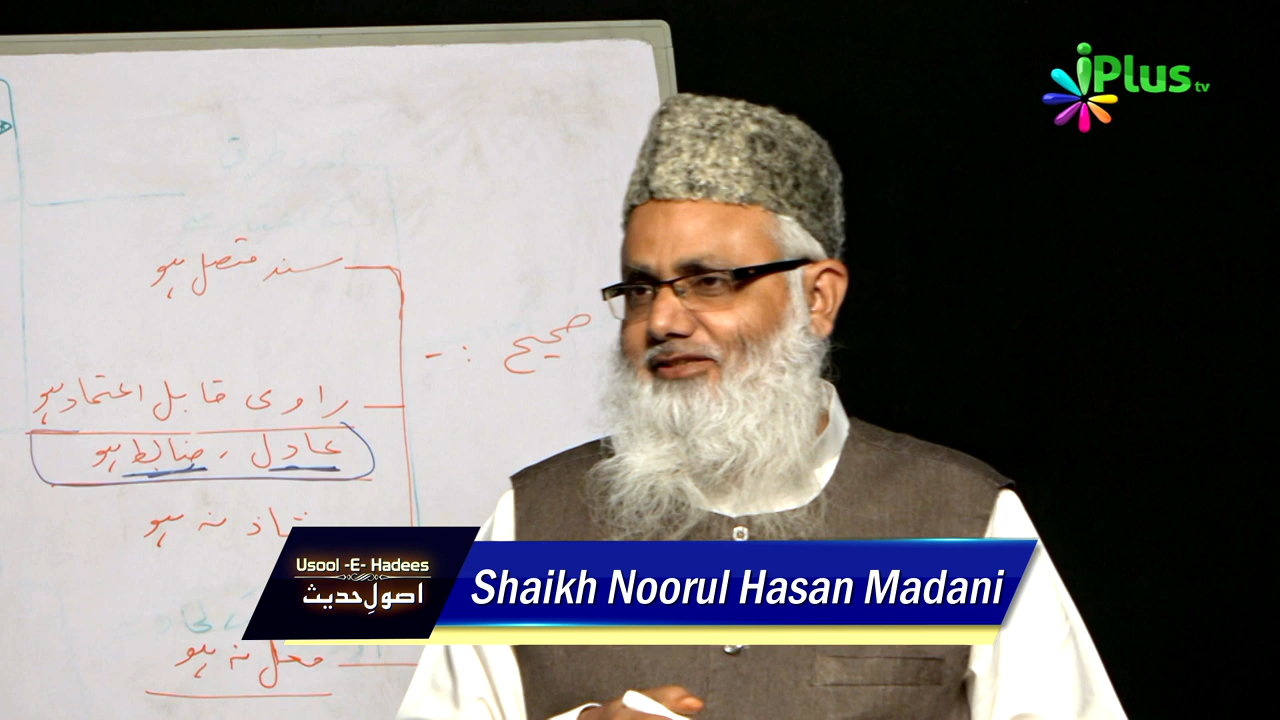 iPlus tv
سند متصل ہو
صحیح : -
راوی قابل اعتماد ہو
عادل ، ضابط ہو
شاذ نہ ہو
Usool -E- Hadees
اصولِ حدیث
Shaikh Noorul Hasan Madani
نہ ہو